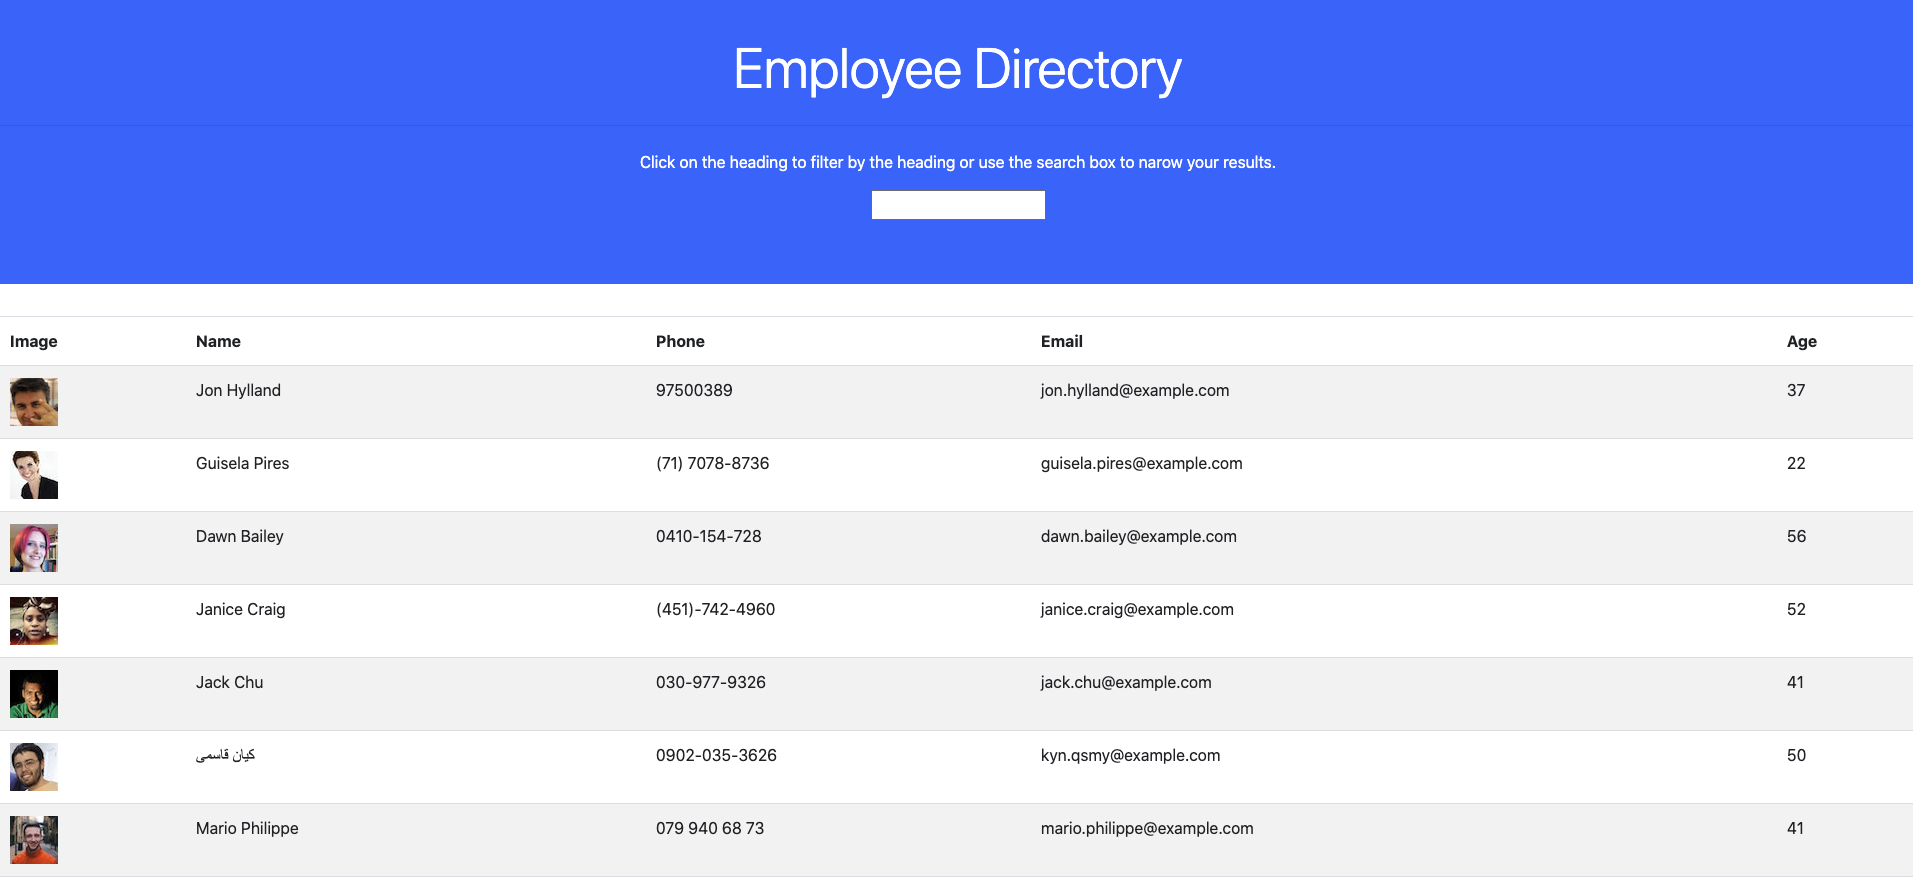 Employee Directory
Click on the heading to filter by the heading or use the search box to narow your results.
Image Name Phone Email Age
Jon Hylland 97500389 jon.hylland@example.com 37
Guisela Pires (71) 7078-8736 guisela.pires@example.com 22
Dawn Bailey 0410-154-728 dawn.bailey@example.com 56
Janice Craig (451)-742-4960 janice.craig@example.com 52
Jack Chu 030-977-9326 jack.chu@example.com 41
کیان قاسمی 0902-035-3626 kyn.qsmy@example.com 50
Mario Philippe 079 940 68 73 mario.philippe@example.com 41